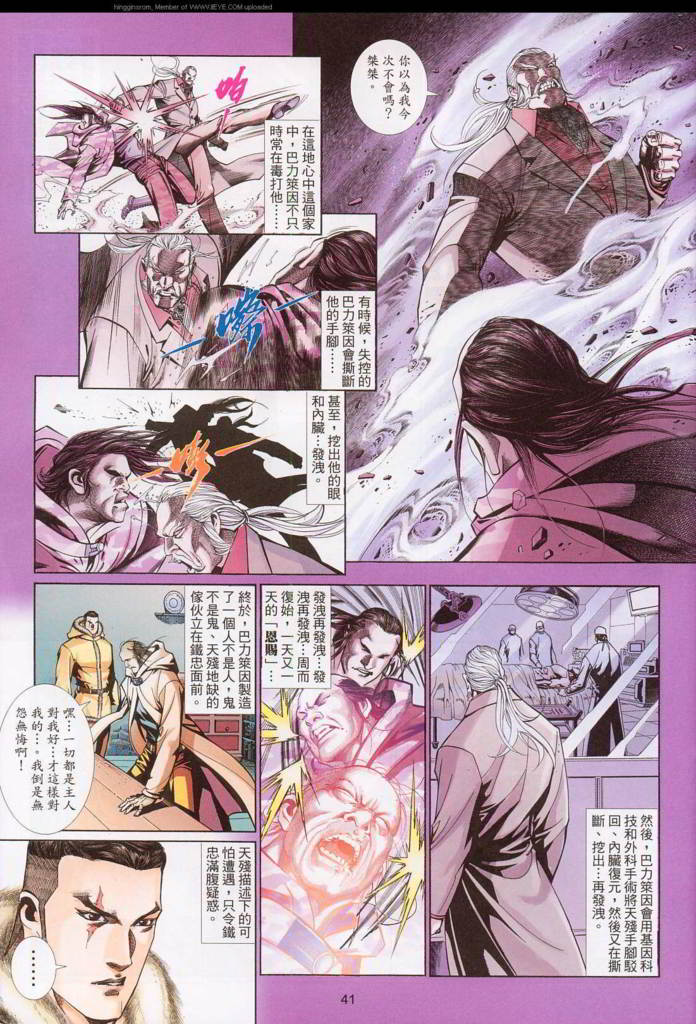 hingginsrom, Member of VWWV.IEYE.COM uploaded
你以為我今
次不會嗎？
桀桀。
啪
在這地心中這個家
中，巴力萊因不只
時常在毒打他……
有時候，失控的
巴力萊因會撕斷
他的手腳……
甚至，挖出他的眼
和內臟…發洩。
然後，巴力萊因會用基因科
技和外科手術將天殘手腳駁
回、內臟復元，然後又在撕
斷、挖出…再發洩。
發洩再發洩…發
洩再發洩…周而
復始，一天又一
天的「恩賜」…
終於，巴力萊因製造
了一個人不是人，鬼
不是鬼、天殘地缺的
傢伙立在鐵忠面前。
嘿…一切都是主人
對我好…才這樣對
我的…。我倒是無
怨無悔啊！
天殘描述下的可
怕遭遇，只令鐵
忠滿腹疑惑。
……
41